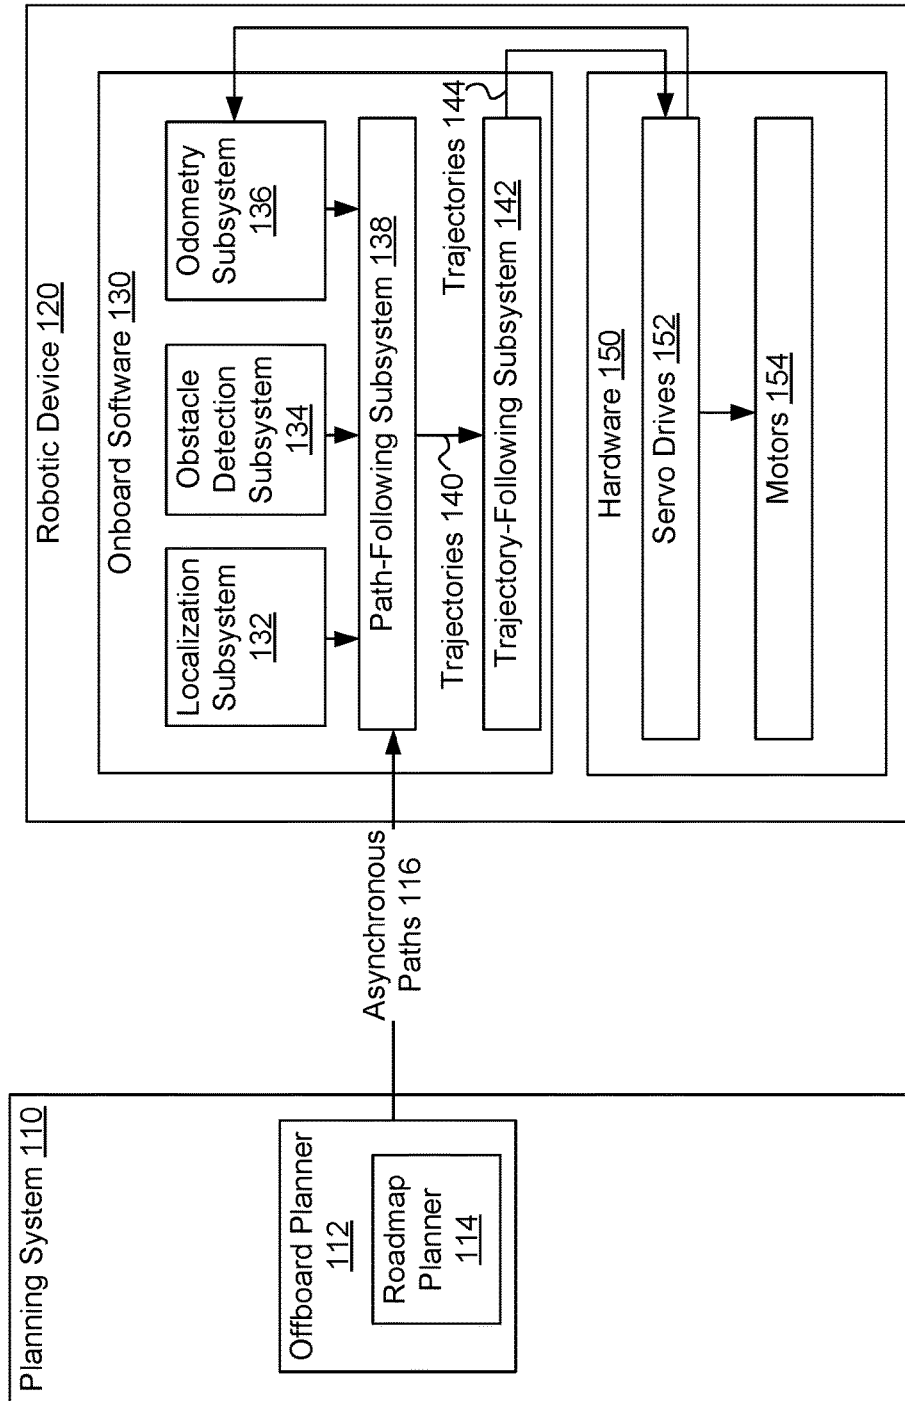 Planning System 110
Offboard Planner
112
Roadmap
Planner
114
Asynchronous
Paths 116
Robotic Device 120
Onboard Software 130
Localization
Subsystem
132
Obstacle
Detection
Subsystem
134
Odometry
Subsystem
136
Path-Following Subsystem 138
Trajectories 140
Trajectories 144
Trajectory-Following Subsystem 142
Hardware 150
Servo Drives 152
Motors 154